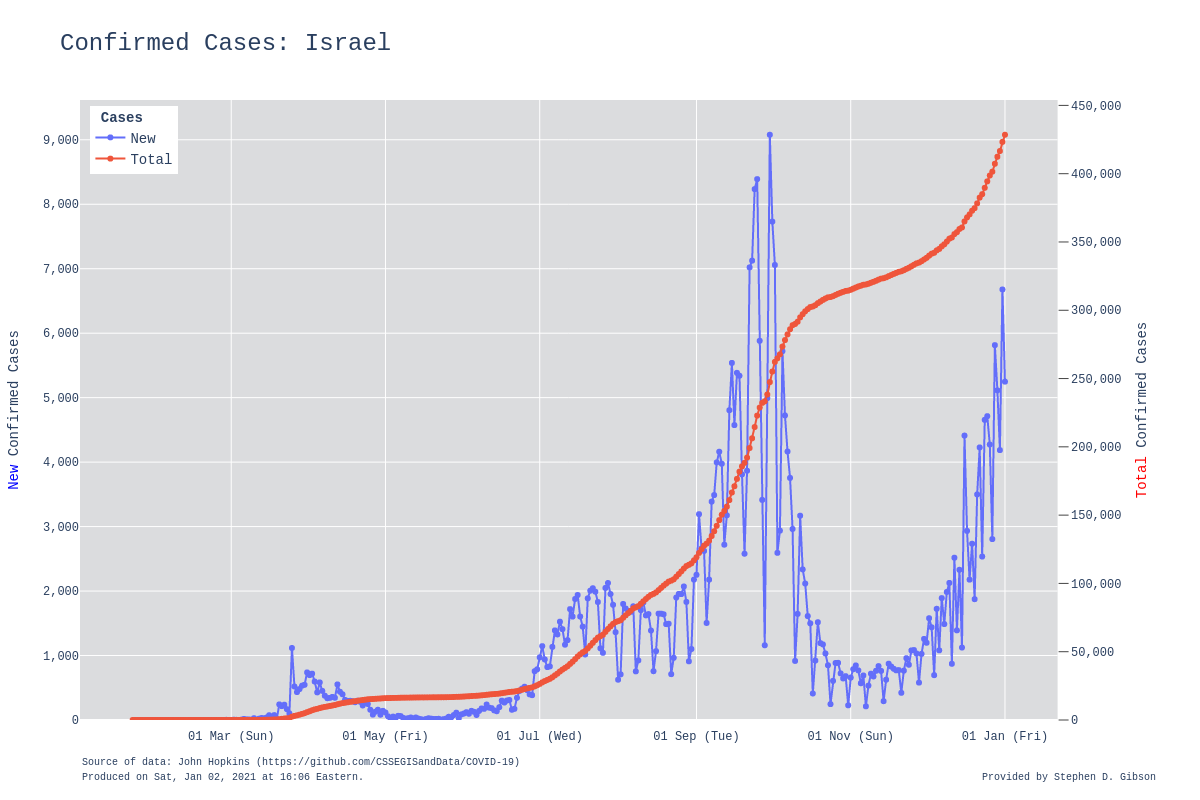 Confirmed Cases: Israel
Cases
New
Total
9,000
8,000
7,000
6,000
5,000
4,000
3,000
2,000
1,000
0
450,000
400,000
350,000
300,000
250,000
200,000
150,000
100,000
50,000
0
New Confirmed Cases
Total Confirmed Cases
01 Mar (Sun)
01 May (Fri)
01 Jul (Wed)
01 Sep (Tue)
01 Nov (Sun)
01 Jan (Fri)
Source of data: John Hopkins (https://github.com/CSSEGISandData/COVID-19)
Produced on Sat, Jan 02, 2021 at 16:06 Eastern.
Provided by Stephen D. Gibson